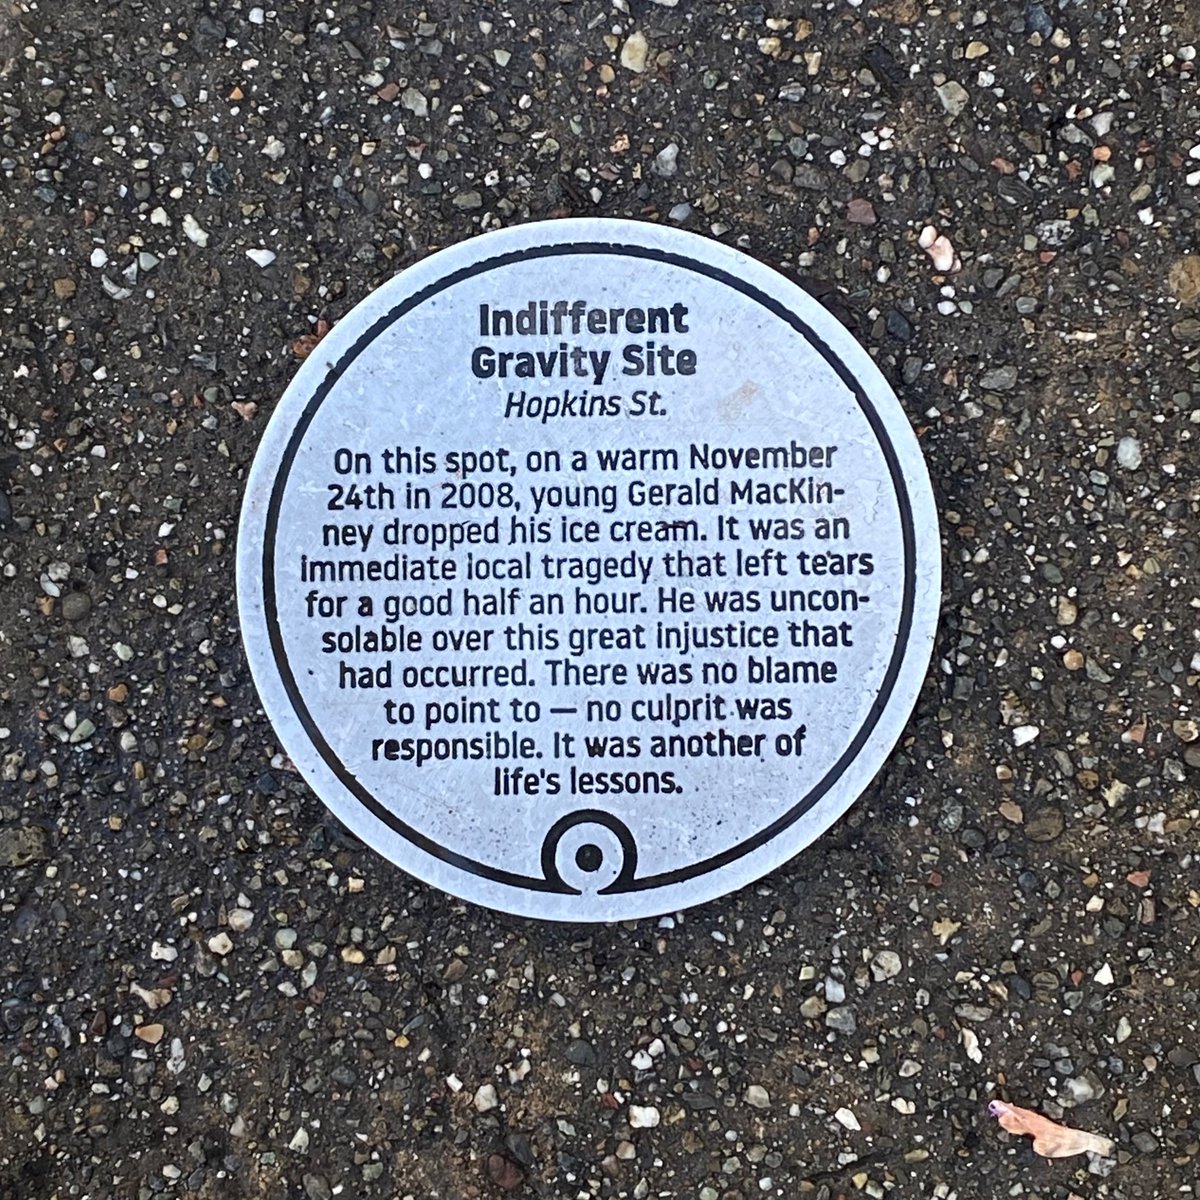 Indifferent
Gravity Site
Hopkins St.
On this spot, on a warm November
24th in 2008, young Gerald MacKin-
ney dropped his ice cream. It was an
immediate local tragedy that left tears
for a good half an hour. He was uncon-
solable over this great injustice that
had occurred. There was no blame
to point to — no culprit was
responsible. It was another of
life's lessons.